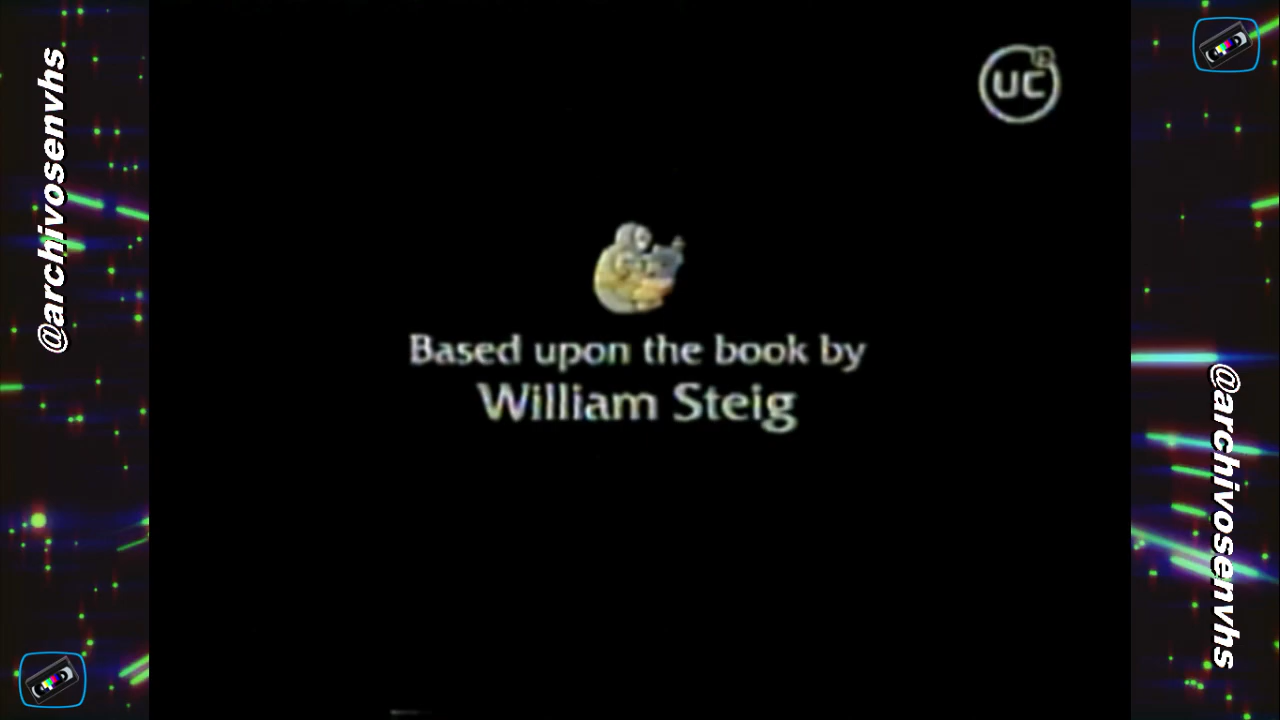 @archivosenvhs
UC
Based upon the book by
William Steig
@archivosenvhs